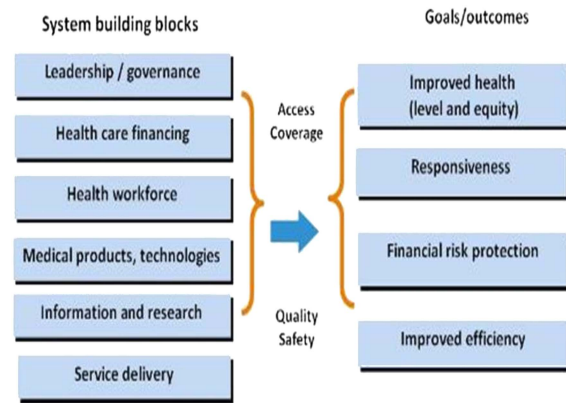 System building blocks
Leadership / governance
Health care financing
Health workforce
Medical products, technologies
Information and research
Service delivery
Access
Coverage
Quality
Safety
Goals/outcomes
Improved health
(level and equity)
Responsiveness
Financial risk protection
Improved efficiency